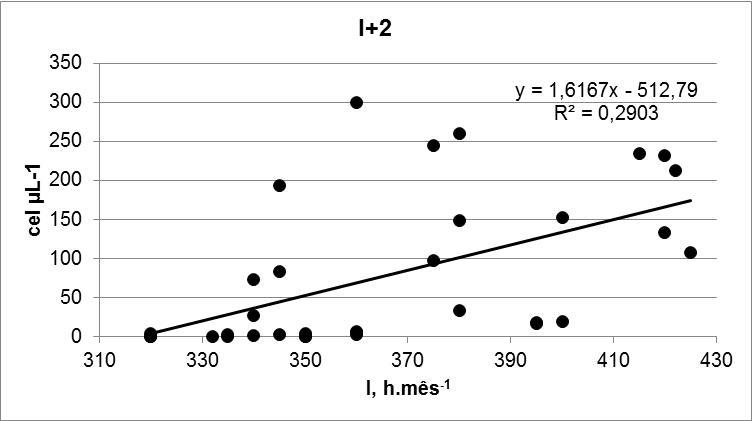 I+2
y = 1,6167x - 512,79
R² = 0,2903
cel µL-1
350
300
250
200
150
100
50
0
310 330 350 370 390 410 430
I, h.mês-1